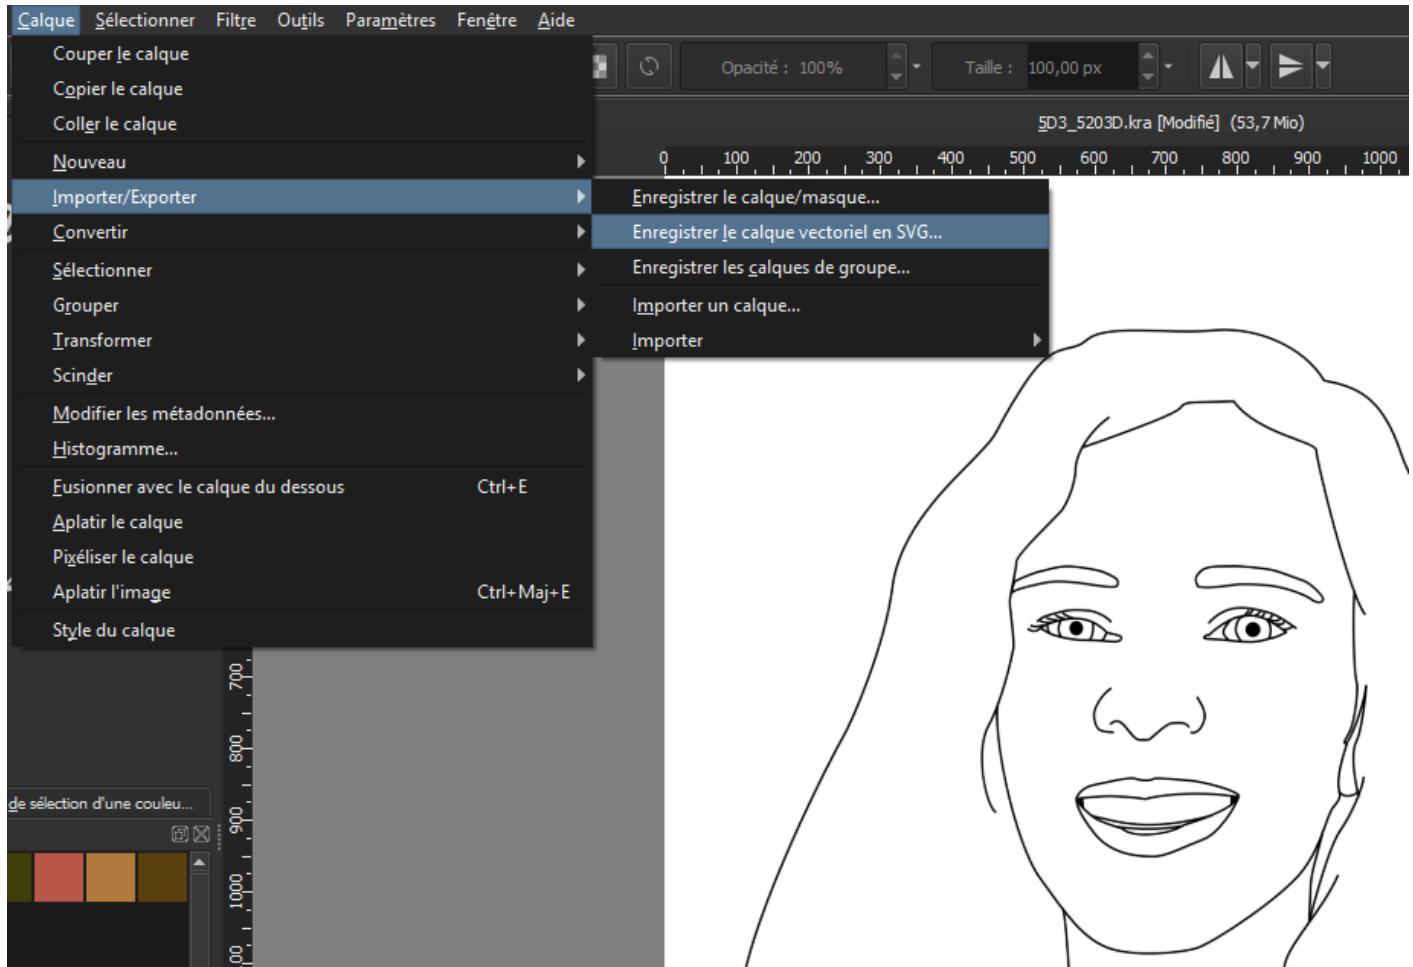 Calque Sélectionner Filtre Outils Paramètres Fenêtre Aide
Opacité : 100% Taille : 100,00 px
5D3_5203D.kra [Modifié] (53,7 Mio)
0 100 200 300 400 500 600 700 800 900 1000
Couper le calque
Copier le calque
Coller le calque
Nouveau
Importer/Exporter
Convertir
Sélectionner
Grouper
Transformer
Scinder
Modifier les métadonnées...
Histogramme...
Fusionner avec le calque du dessous Ctrl+E
Aplatir le calque
Pixéliser le calque
Aplatir l'image Ctrl+Maj+E
Style du calque
Enregistrer le calque/masque...
Enregistrer le calque vectoriel en SVG...
Enregistrer les calques de groupe...
Importer un calque...
Importer
700
800
900
1000
00
de sélection d'une couleu...